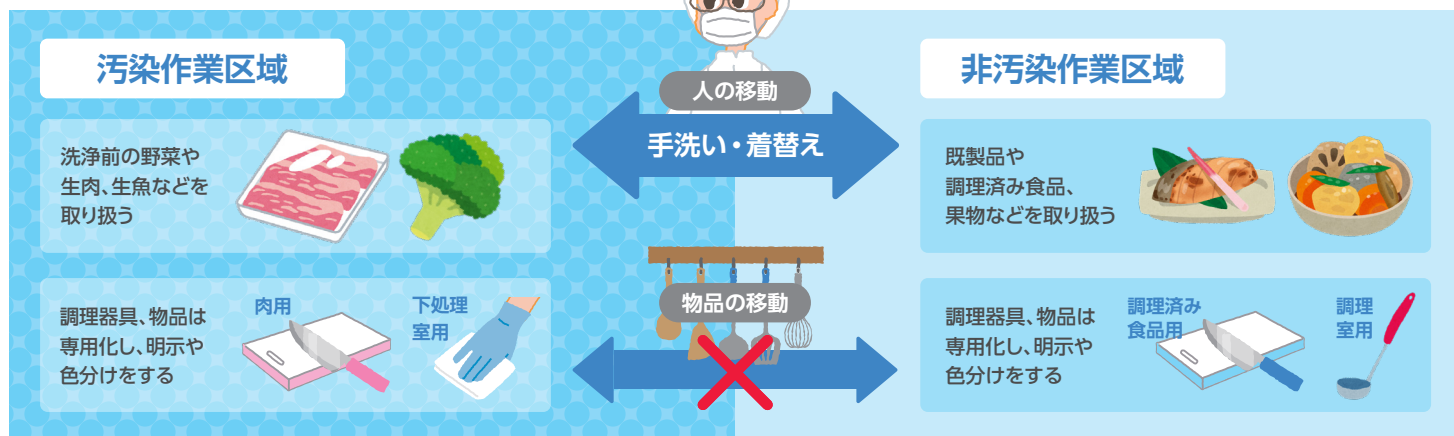 汚染作業区域
洗浄前の野菜や
生肉、生魚などを
取り扱う
調理器具、物品は
専用化し、明示や
色分けをする
肉用
下処理
室用
人の移動
手洗い・着替え
物品の移動
非汚染作業区域
既製品や
調理済み食品、
果物などを取り扱う
調理器具、物品は
専用化し、明示や
色分けをする
調理済み
食品用
調理
室用